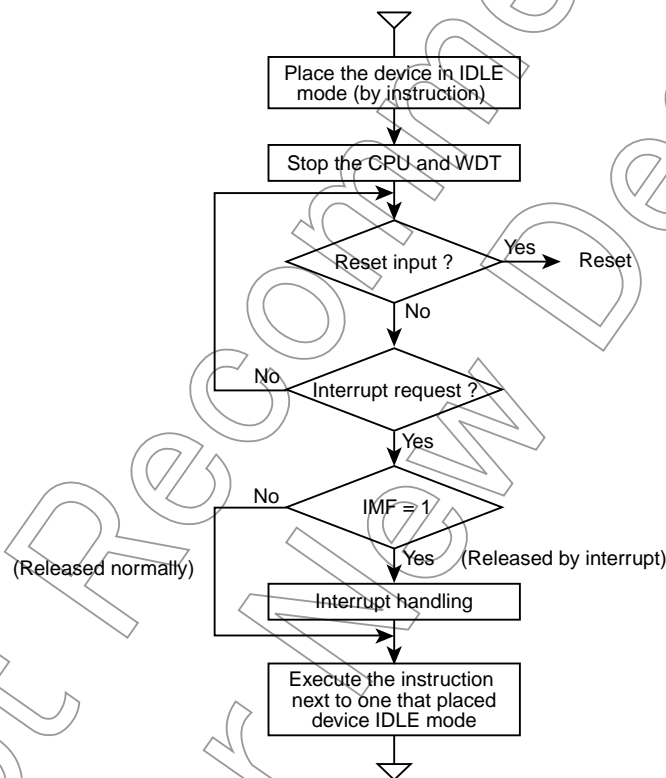 Place the device in IDLE
mode (by instruction)
Stop the CPU and WDT
Reset input ?
Yes
Reset
No
Interrupt request ?
No
Yes
IMF = 1
No
(Released normally)
Yes
(Released by interrupt)
Interrupt handling
Execute the instruction
next to one that placed
device IDLE mode